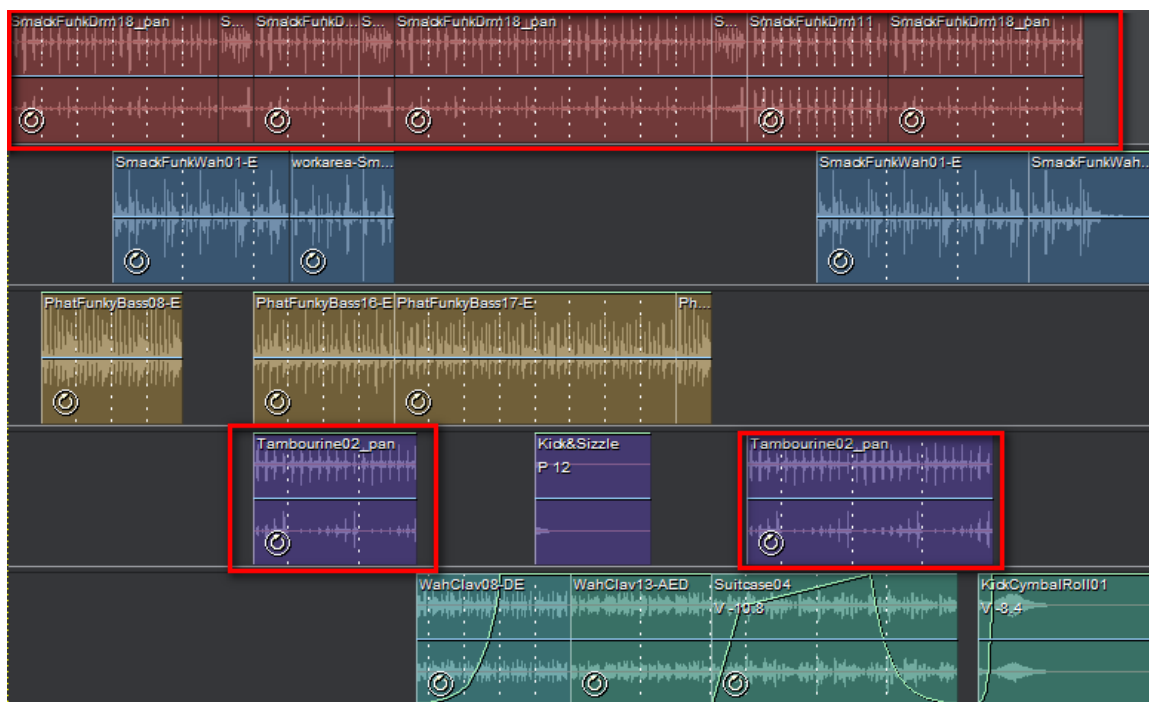 SmackFunkDrm18_pan
S...
SmackFunkD...
S...
SmackFunkDrm18_pan
S...
SmackFunkDrm11
SmackFunkDrm18_pan
SmackFunkWah01-E
workarea-Sm...
SmackFunkWah01-E
SmackFunkWah...
PhatFunkyBass08-E
PhatFunkyBass16-E
PhatFunkyBass17-E
Ph...
Tambourine02_pan
Kick&Sizzle
P 12
Tambourine02_pan
WahClav08-DE
WahClav13-AED
Suitcase04
V -10.8
KickCymbalRoll01
V -8.4